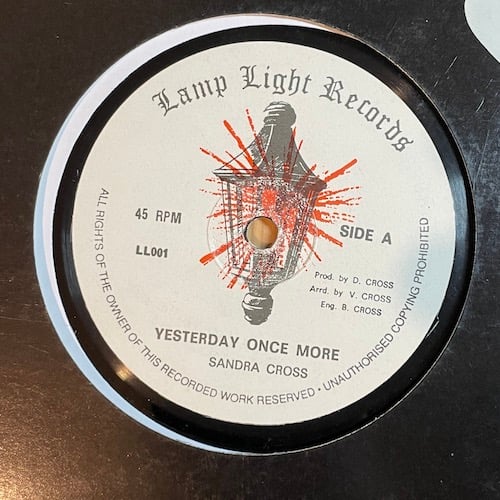 Lamp Light Records
45 RPM
SIDE A
LL001
Prod. by D. CROSS
Arrd. by V. CROSS
Eng. B. CROSS
YESTERDAY ONCE MORE
SANDRA CROSS
ALL RIGHTS OF THE OWNER OF THIS RECORDED WORK RESERVED • UNAUTHORISED COPYING PROHIBITED